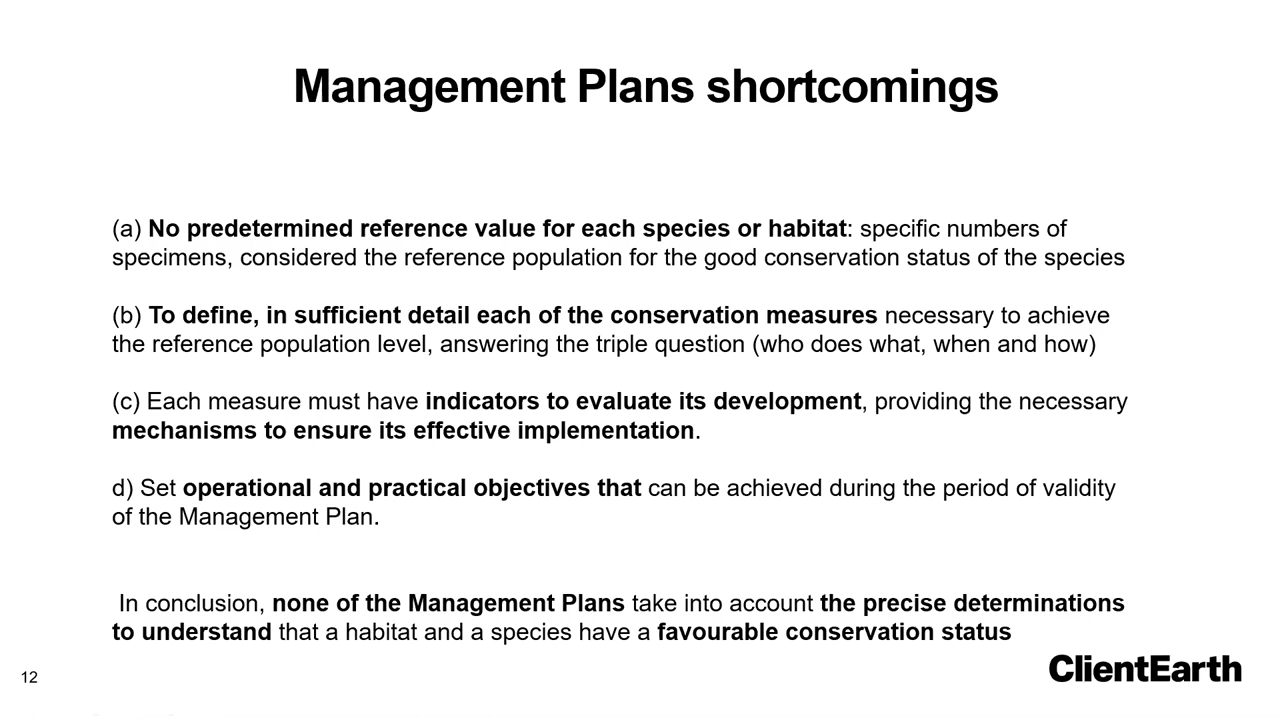 Management Plans shortcomings
(a) No predetermined reference value for each species or habitat: specific numbers of
specimens, considered the reference population for the good conservation status of the species
(b) To define, in sufficient detail each of the conservation measures necessary to achieve
the reference population level, answering the triple question (who does what, when and how)
(c) Each measure must have indicators to evaluate its development, providing the necessary
mechanisms to ensure its effective implementation.
d) Set operational and practical objectives that can be achieved during the period of validity
of the Management Plan.
In conclusion, none of the Management Plans take into account the precise determinations
to understand that a habitat and a species have a favourable conservation status
12
ClientEarth